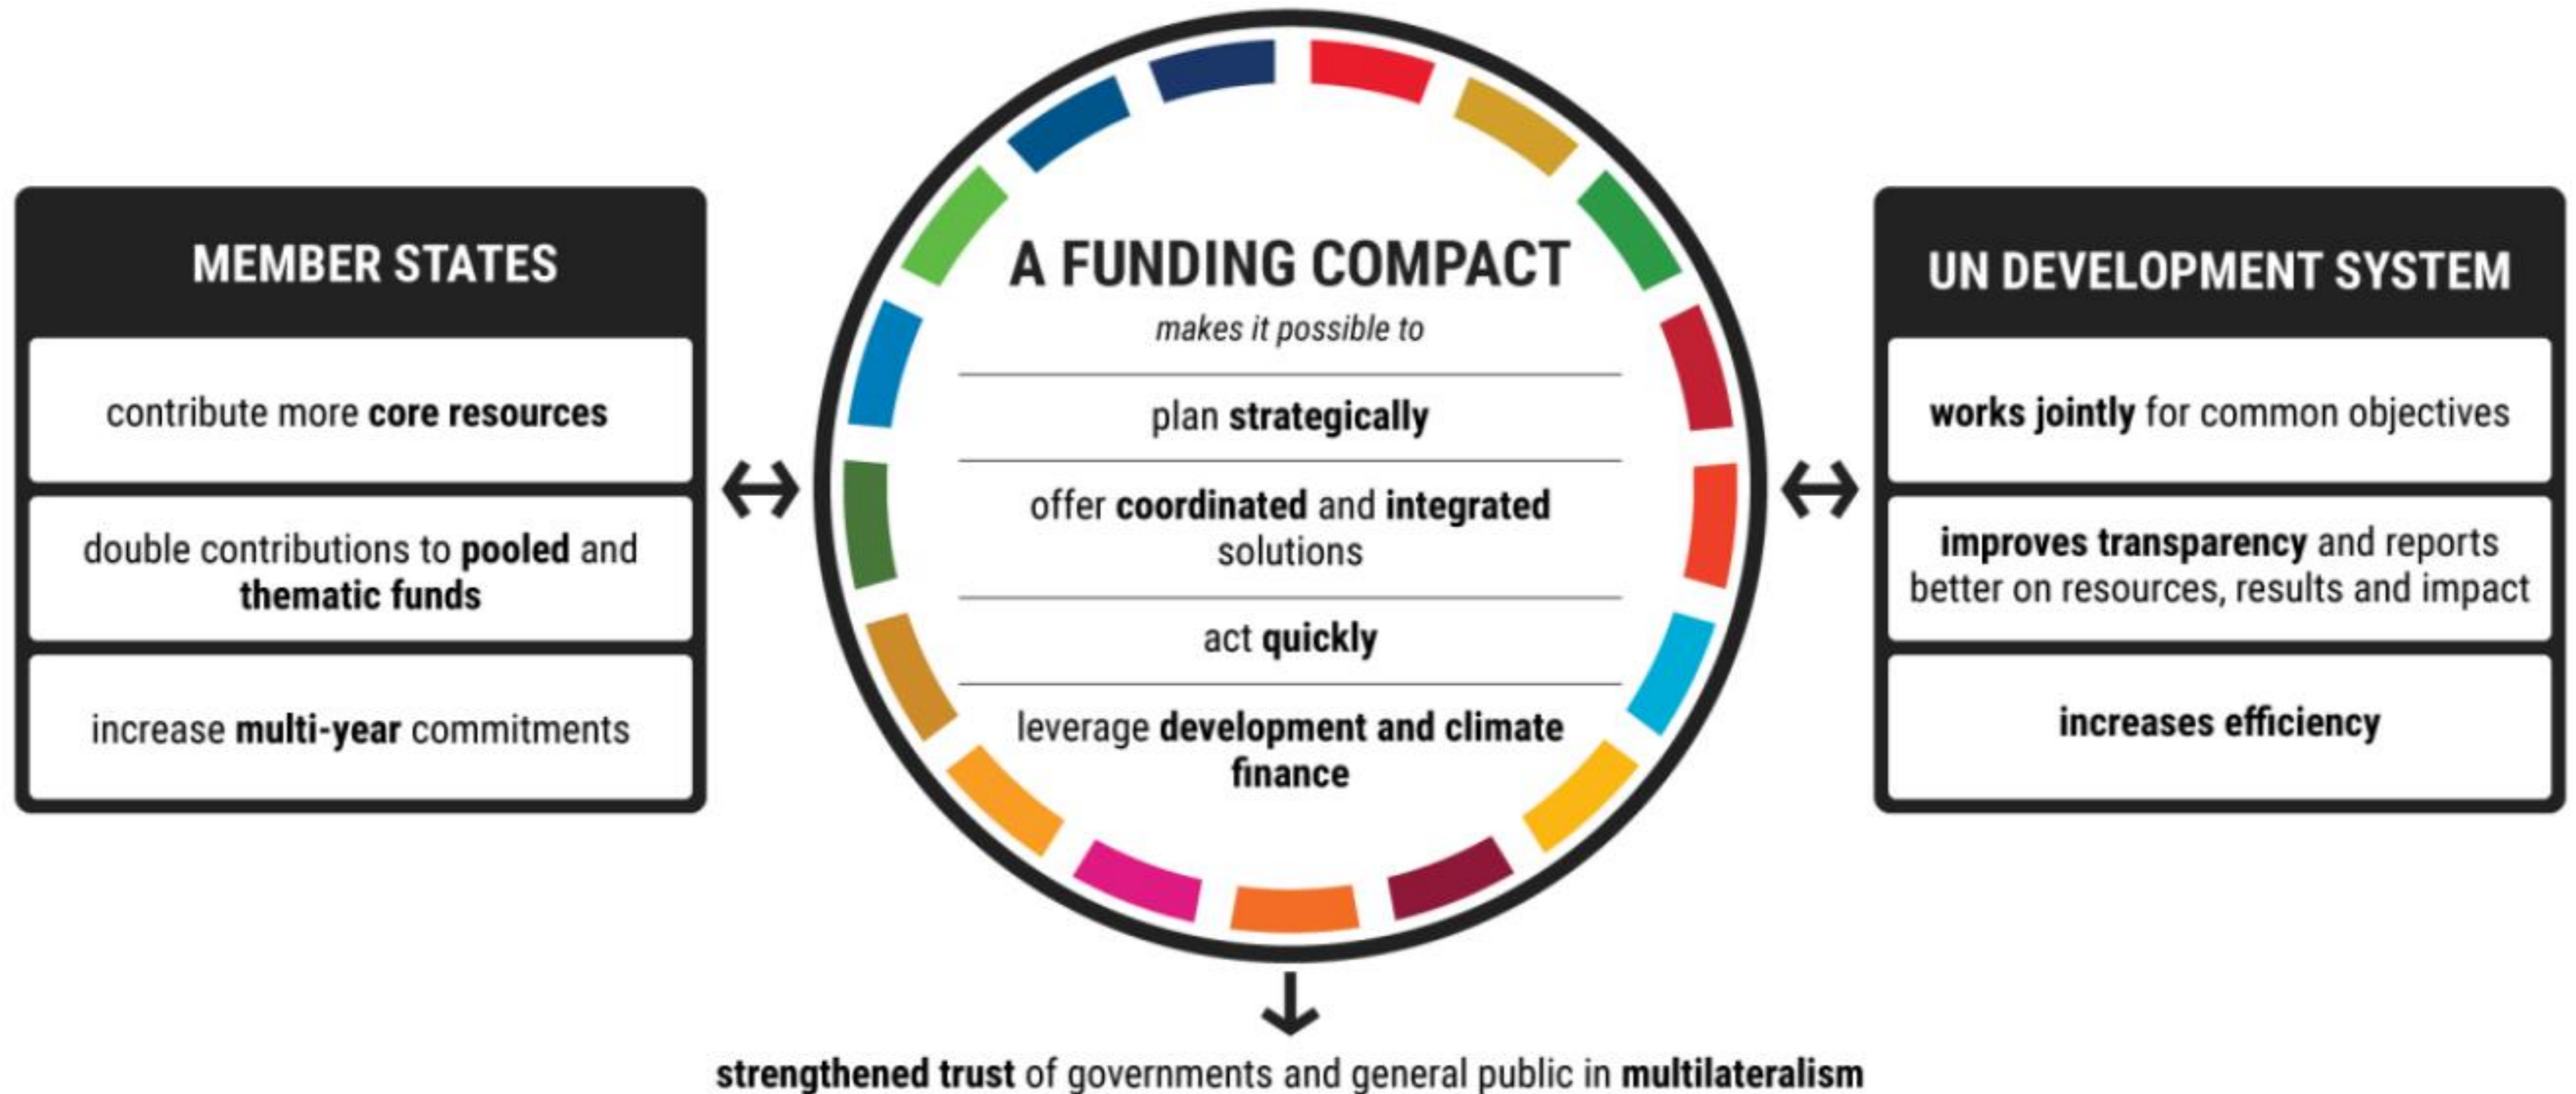 MEMBER STATES
contribute more core resources
double contributions to pooled and
thematic funds
increase multi-year commitments
A FUNDING COMPACT
makes it possible to
plan strategically
offer coordinated and integrated
solutions
act quickly
leverage development and climate
finance
UN DEVELOPMENT SYSTEM
works jointly for common objectives
improves transparency and reports
better on resources, results and impact
increases efficiency
strengthened trust of governments and general public in multilateralism